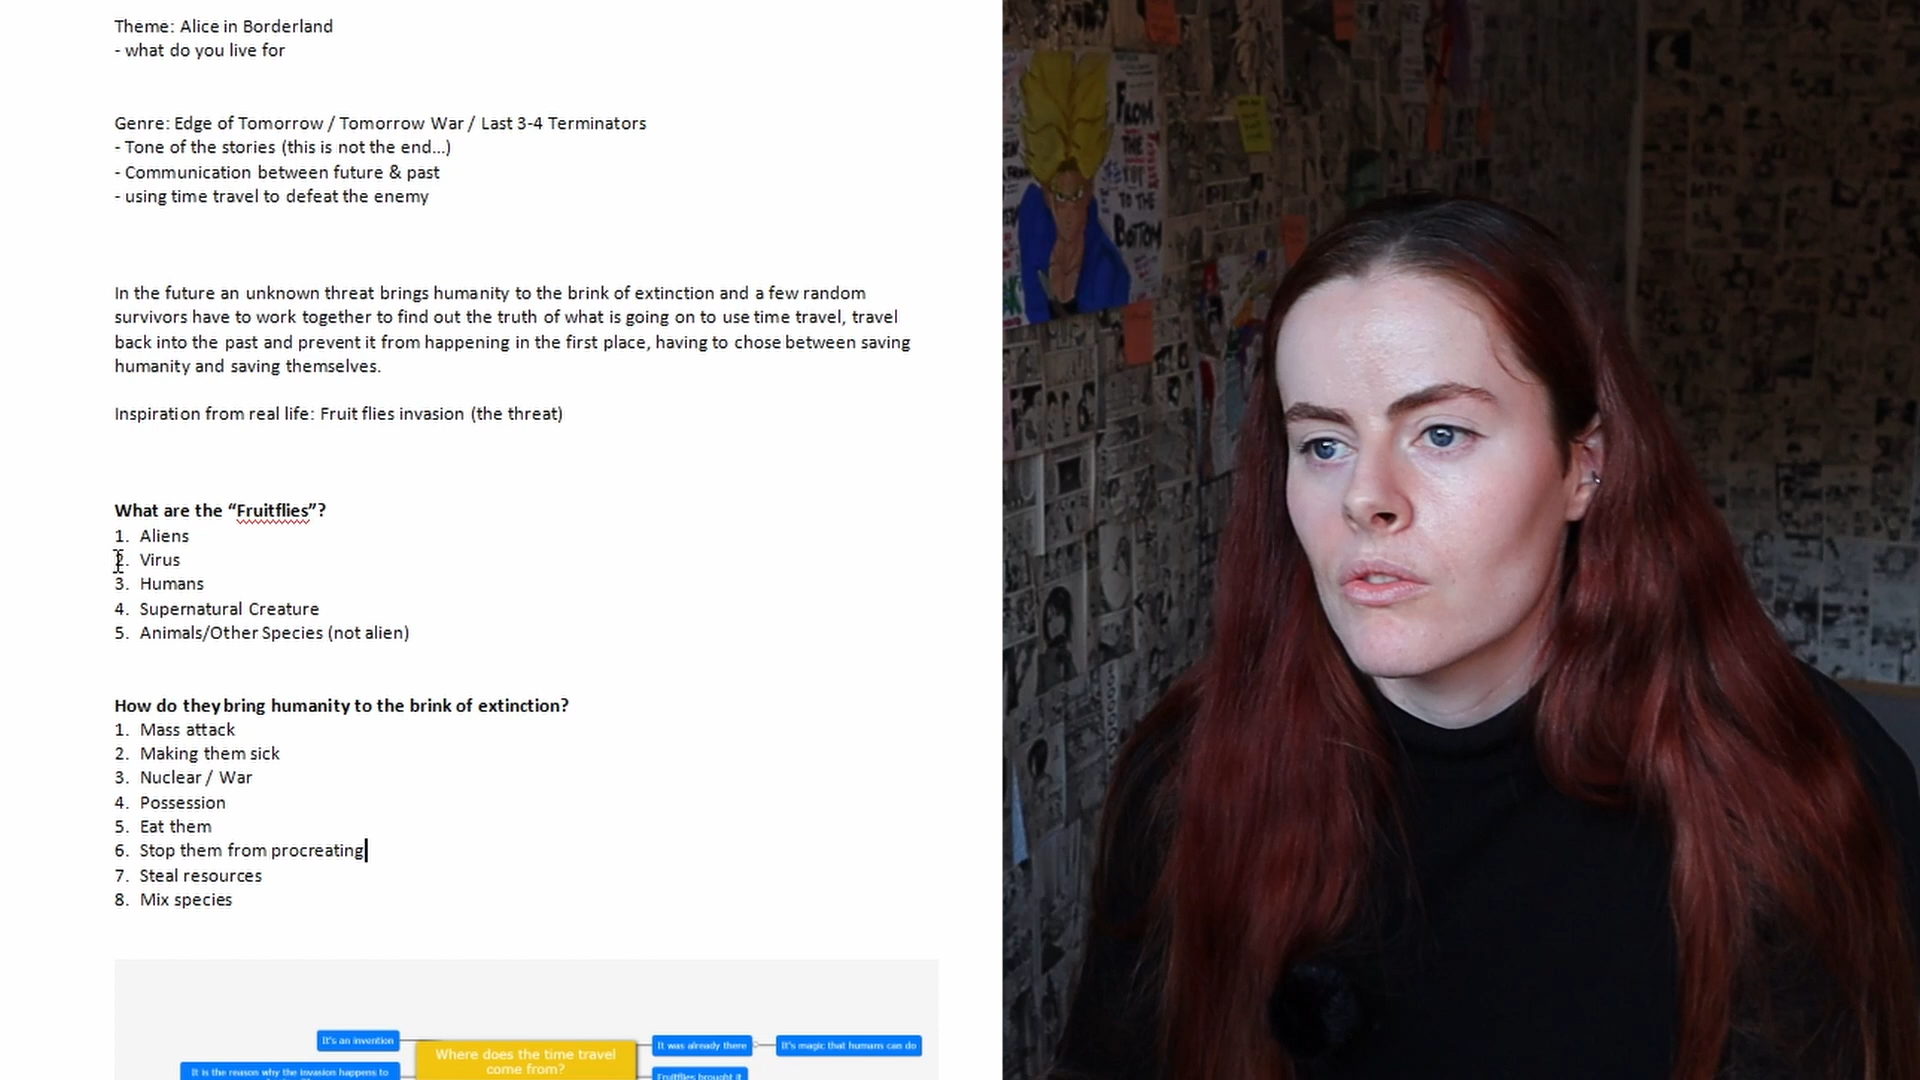 Theme: Alice in Borderland
- what do you live for
Genre: Edge of Tomorrow / Tomorrow War / Last 3-4 Terminators
- Tone of the stories (this is not the end...)
- Communication between future & past
- using time travel to defeat the enemy
In the future an unknown threat brings humanity to the brink of extinction and a few random
survivors have to work together to find out the truth of what is going on to use time travel, travel
back into the past and prevent it from happening in the first place, having to chose between saving
humanity and saving themselves.
Inspiration from real life: Fruit flies invasion (the threat)
What are the “Fruitflies”?
1. Aliens
2. Virus
3. Humans
4. Supernatural Creature
5. Animals/Other Species (not alien)
How do they bring humanity to the brink of extinction?
1. Mass attack
2. Making them sick
3. Nuclear / War
4. Possession
5. Eat them
6. Stop them from procreating
7. Steal resources
8. Mix species
It's an invention
Where does the time travel
come from?
It was already there
It's magic that humans can do
It is the reason why the invasion happens to
Fruitflies brought it
FROM
THE
TO THE
BOTTOM